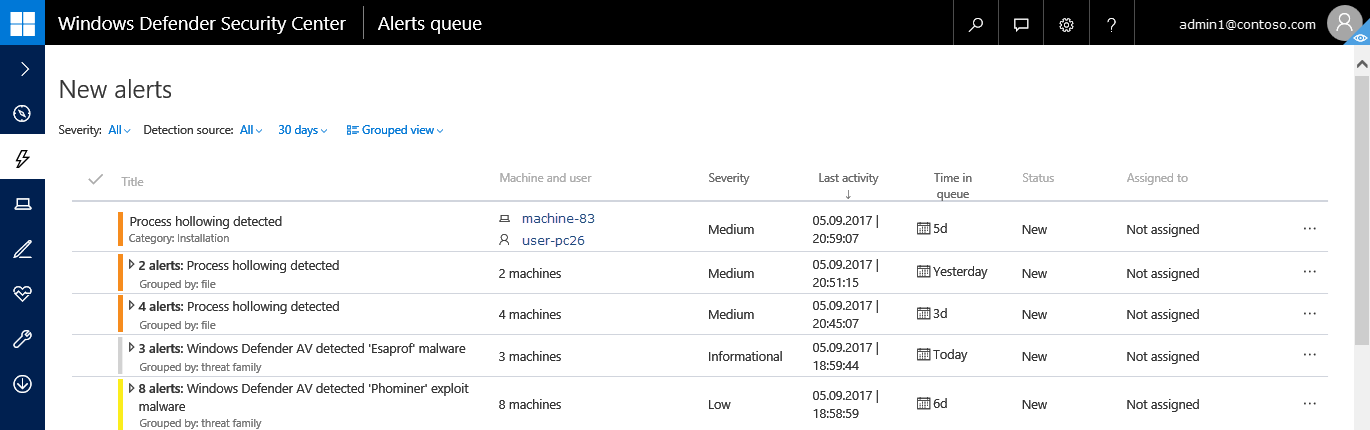 Windows Defender Security Center Alerts queue ? admin1@contoso.com
New alerts
Severity: All Detection source: All 30 days Grouped view
Title Machine and user Severity Last activity ↓ Time in queue Status Assigned to
Process hollowing detected
Category: Installation
machine-83
user-pc26
Medium
05.09.2017 |
20:59:07
5d
New
Not assigned
...
2 alerts: Process hollowing detected
Grouped by: file
2 machines
Medium
05.09.2017 |
20:51:15
Yesterday
New
Not assigned
...
4 alerts: Process hollowing detected
Grouped by: file
4 machines
Medium
05.09.2017 |
20:45:07
3d
New
Not assigned
...
3 alerts: Windows Defender AV detected 'Esaprof' malware
Grouped by: threat family
3 machines
Informational
05.09.2017 |
18:59:44
Today
New
Not assigned
...
8 alerts: Windows Defender AV detected 'Phominer' exploit
malware
Grouped by: threat family
8 machines
Low
05.09.2017 |
18:58:59
6d
New
Not assigned
...